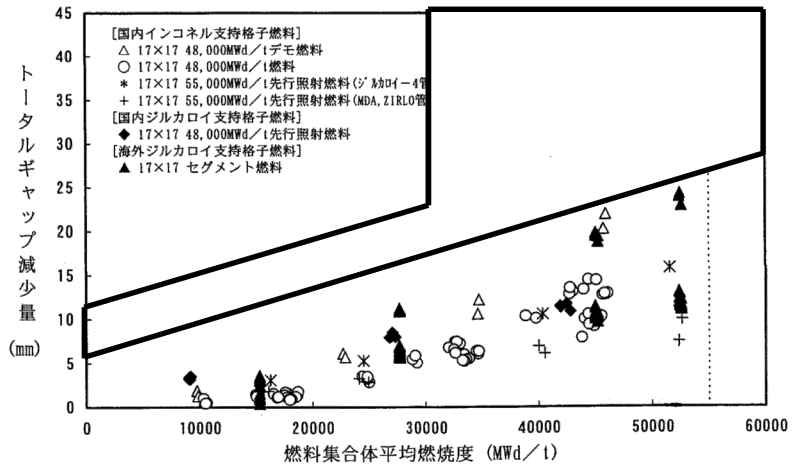 トータルギャップ減少量 (mm)
45
40
35
30
25
20
15
10
5
0
[国内インコネル支持格子燃料]
△ 17×17 48,000MWd/tデモ燃料
○ 17×17 48,000MWd/t燃料
* 17×17 55,000MWd/t先行照射燃料(ジルカロイ-4管
+ 17×17 55,000MWd/t先行照射燃料(MDA,ZIRLO管
[国内ジルカロイ支持格子燃料]
◆ 17×17 48,000MWd/t先行照射燃料
[海外ジルカロイ支持格子燃料]
▲ 17×17 セグメント燃料
0 10000 20000 30000 40000 50000 60000
燃料集合体平均燃焼度 (MWd/t)